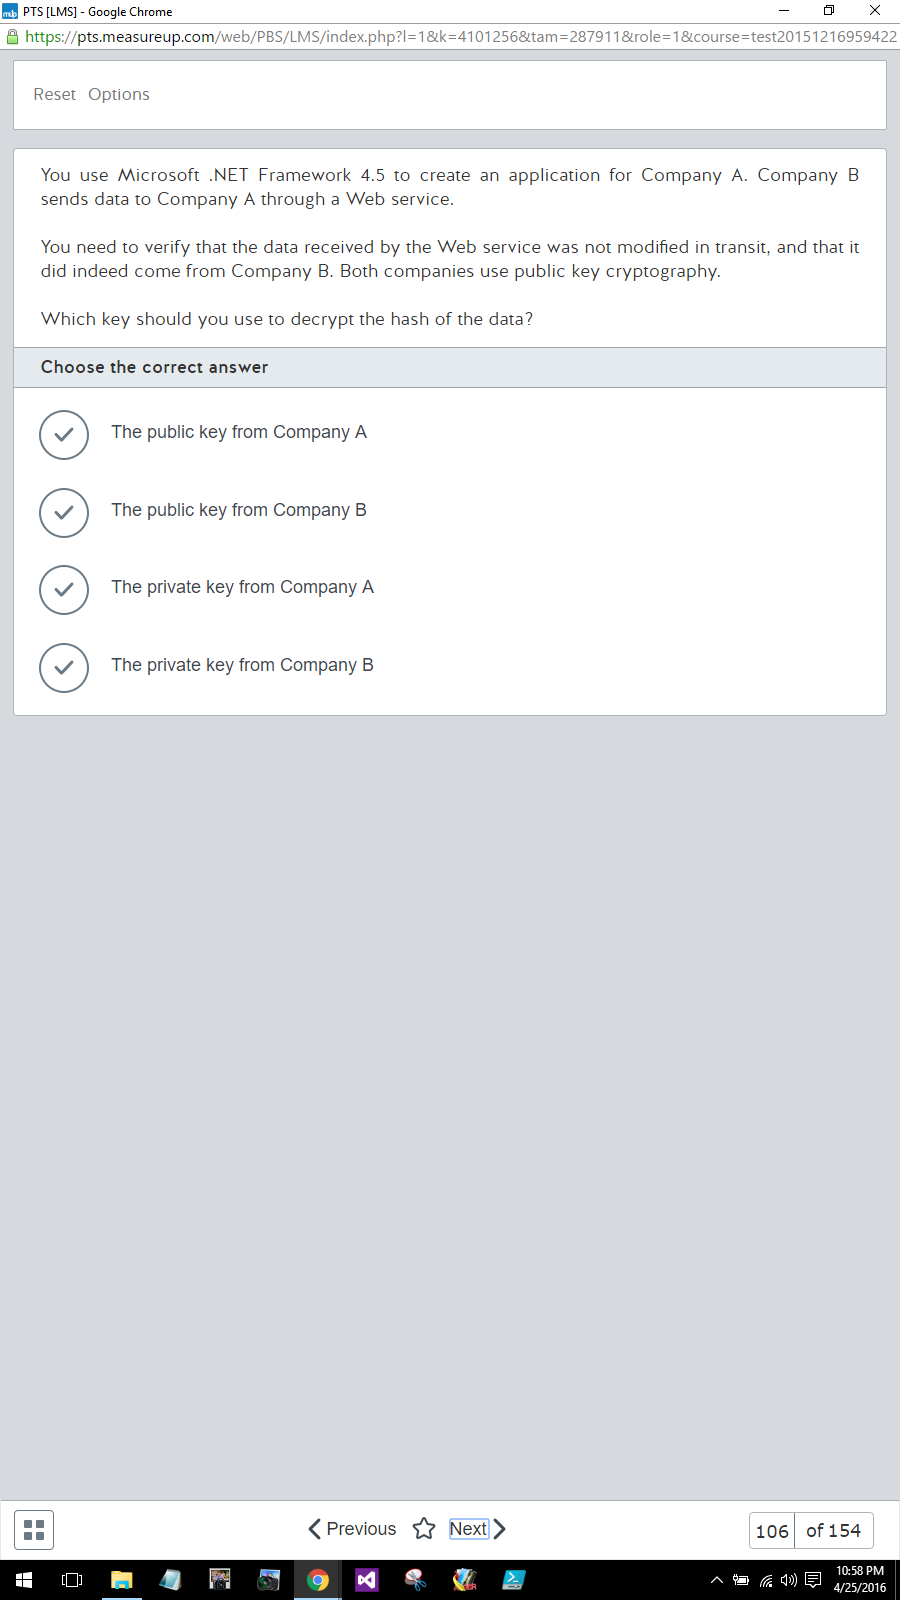 PTS [LMS] - Google Chrome
https://pts.measureup.com/web/PBS/LMS/index.php?l=1&k=4101256&tam=287911&role=1&course=test20151216959422
Reset Options
You use Microsoft .NET Framework 4.5 to create an application for Company A. Company B
sends data to Company A through a Web service.
You need to verify that the data received by the Web service was not modified in transit, and that it
did indeed come from Company B. Both companies use public key cryptography.
Which key should you use to decrypt the hash of the data?
Choose the correct answer
The public key from Company A
The public key from Company B
The private key from Company A
The private key from Company B
Previous Next 106 of 154
10:58 PM
4/25/2016